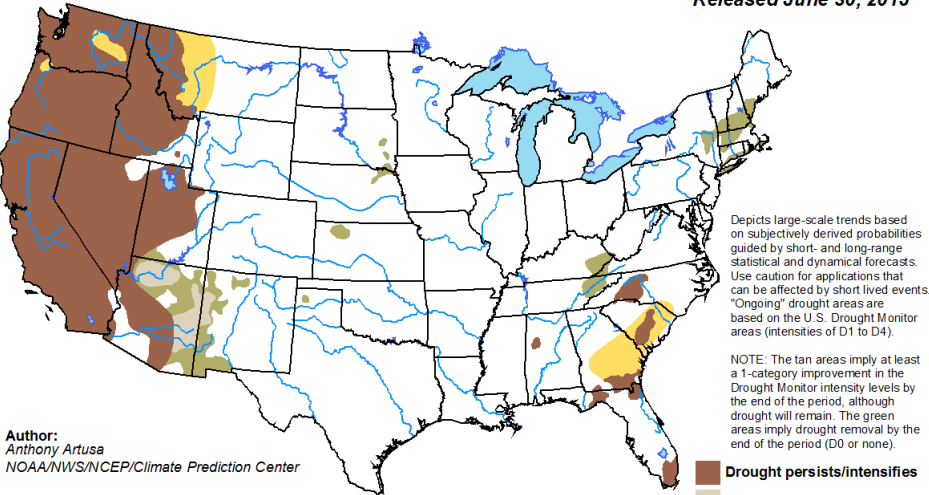 Released June 30, 2015
Depicts large-scale trends based
on subjectively derived probabilities
guided by short- and long-range
statistical and dynamical forecasts.
Use caution for applications that
can be affected by short lived events.
"Ongoing" drought areas are
based on the U.S. Drought Monitor
areas (intensities of D1 to D4).
NOTE: The tan areas imply at least
a 1-category improvement in the
Drought Monitor intensity levels by
the end of the period, although
drought will remain. The green
areas imply drought removal by the
end of the period (D0 or none).
Author:
Anthony Artusa
NOAA/NWS/NCEP/Climate Prediction Center
Drought persists/intensifies